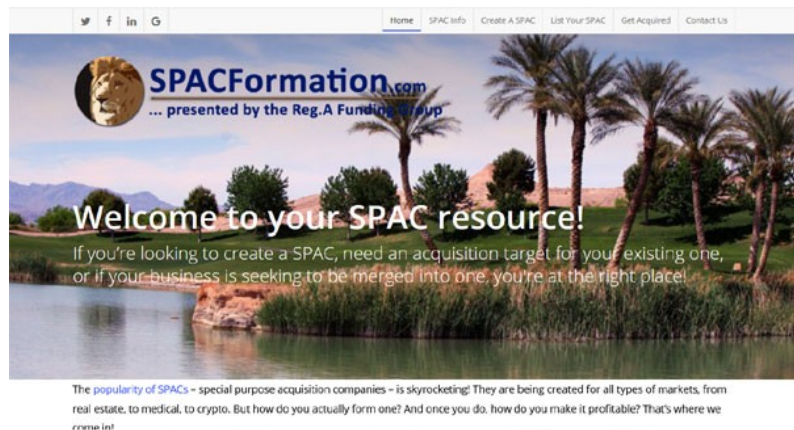 Home SPAC Info Create A SPAC List Your SPAC Get Acquired Contact Us
SPACFormation.com
... presented by the Reg.A Funding Group
Welcome to your SPAC resource!
If you're looking to create a SPAC, need an acquisition target for your existing one,
or if your business is seeking to be merged into one, you're at the right place!
The popularity of SPACs – special purpose acquisition companies – is skyrocketing! They are being created for all types of markets, from
real estate, to medical, to crypto. But how do you actually form one? And once you do, how do you make it profitable? That's where we
come in!